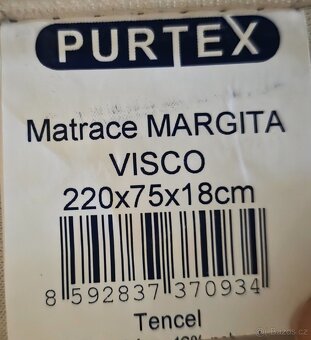 PURTEX
Matrace MARGITA
VISCO
220x75x18cm
8 592837 370934
Tencel